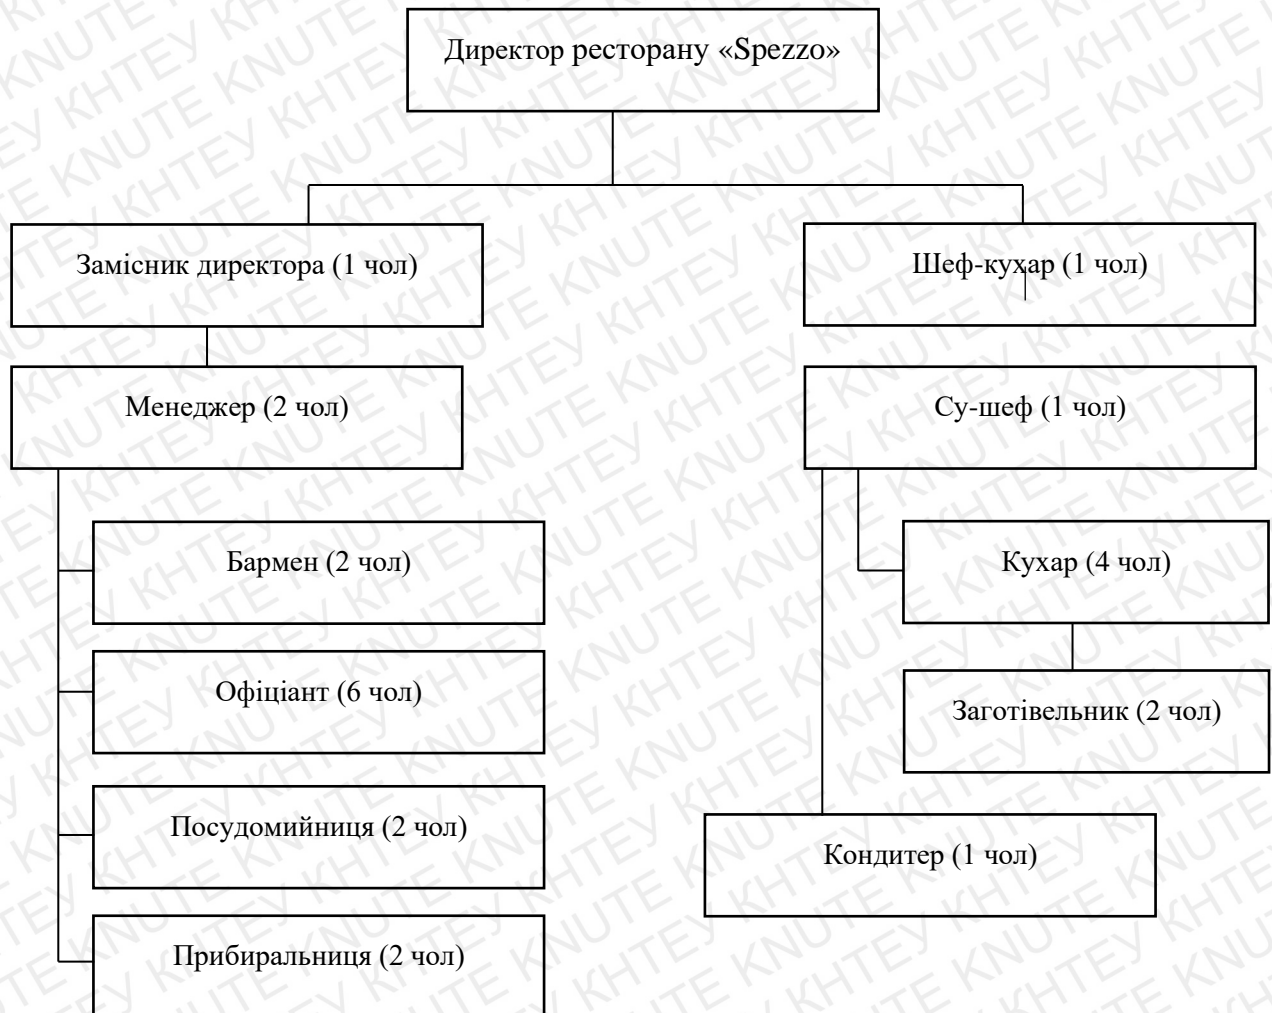 Директор ресторану «Spezzo»
Замісник директора (1 чол)
Шеф-кухар (1 чол)
Менеджер (2 чол)
Су-шеф (1 чол)
Бармен (2 чол)
Кухар (4 чол)
Офіціант (6 чол)
Заготівельник (2 чол)
Посудомийниця (2 чол)
Кондитер (1 чол)
Прибиральниця (2 чол)